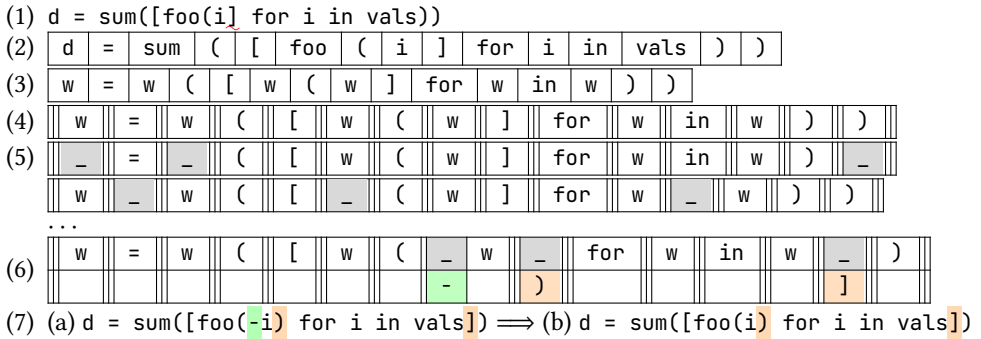 (1) d = sum([foo(i] for i in vals))
(2) d = sum ( [ foo ( i ] for i in vals ) )
(3) w = w ( [ w ( w ] for w in w ) )
(4) w = w ( [ w ( w ] for w in w ) )
(5) _ = _ ( [ w ( w ] for w in w ) _
w _ w ( [ _ ( w ] for w _ w ) )
...
(6) w = w ( [ w ( _ w _ for w in w _ )
- ) ]
(7) (a) d = sum([foo(-i) for i in vals]) ⟹ (b) d = sum([foo(i) for i in vals])